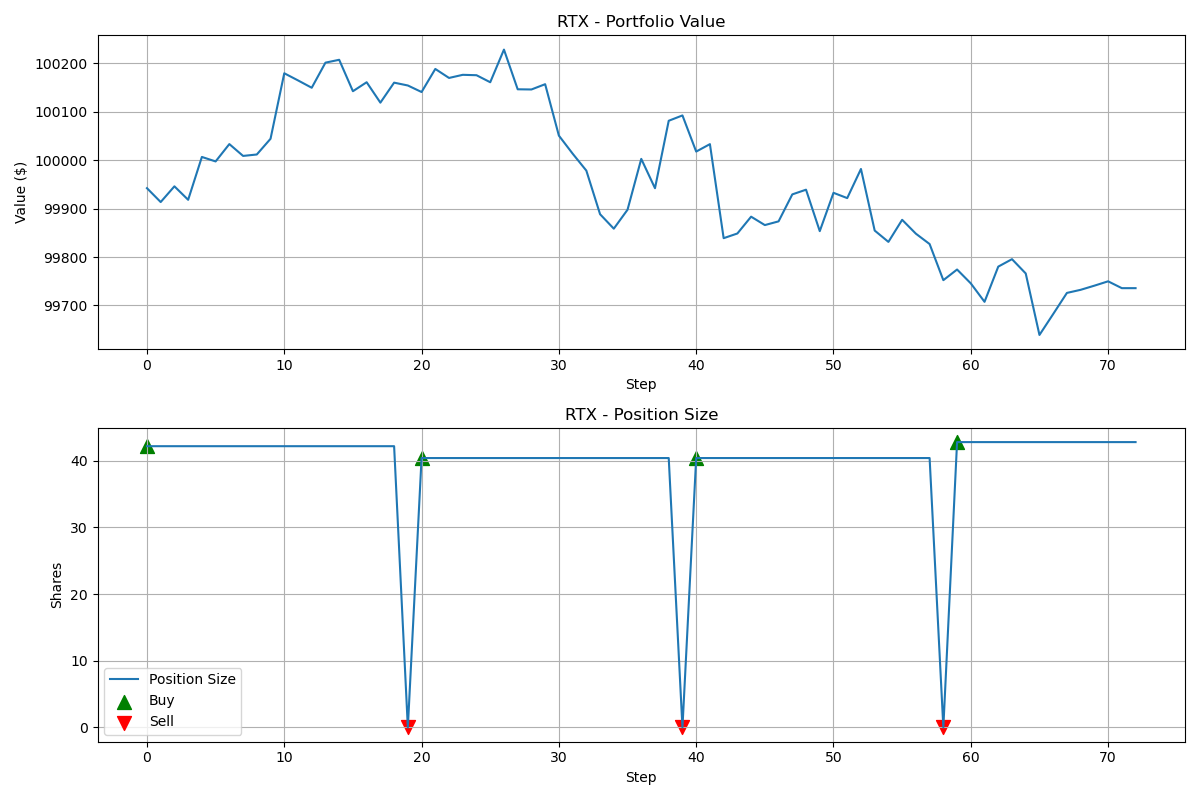 RTX - Portfolio Value
Value ($)
100200
100100
100000
99900
99800
99700
0 10 20 30 40 50 60 70
Step
RTX - Position Size
Shares
40
30
20
10
0
Position Size
Buy
Sell
0 10 20 30 40 50 60 70
Step